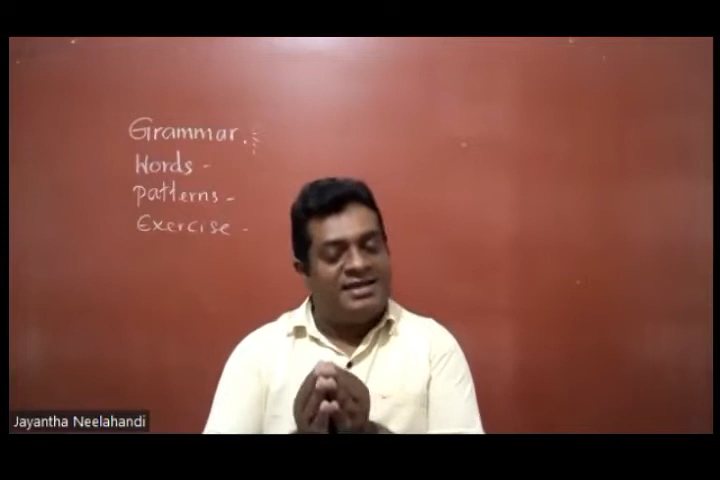 Grammar.
Words -
Patterns -
Exercise -
Jayantha Neelahandi